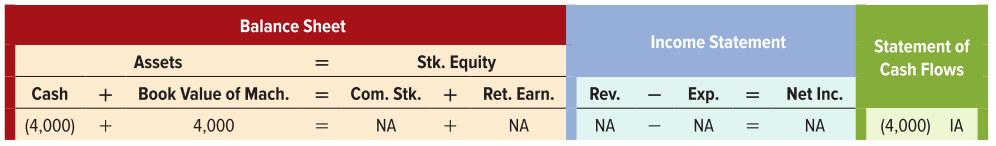 Balance Sheet
Income Statement
Statement of
Cash Flows
Assets = Stk. Equity
Cash + Book Value of Mach. = Com. Stk. + Ret. Earn. Rev. − Exp. = Net Inc.
(4,000) + 4,000 = NA + NA NA − NA = NA (4,000) IA